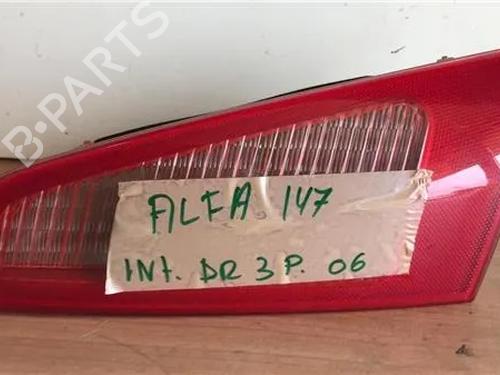 B-PARTS
ALFA 147
INT. DR 3 P. 06